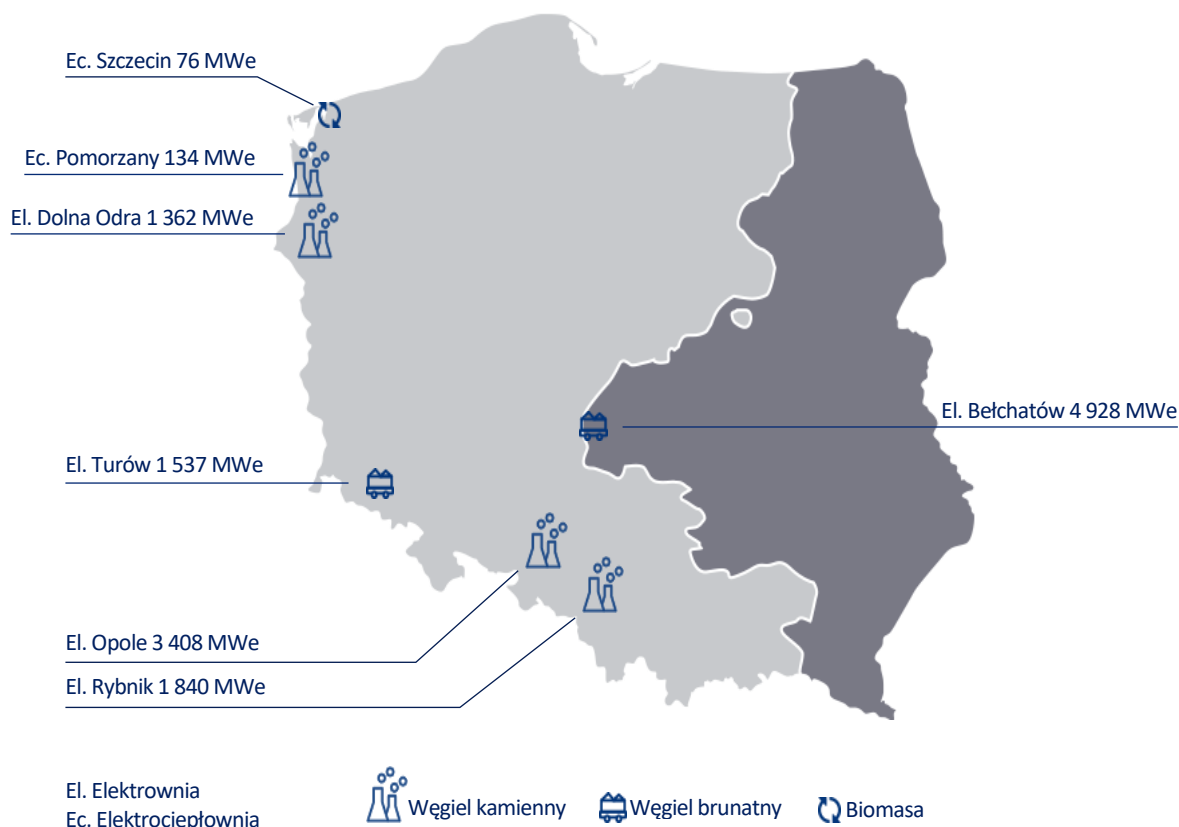 Ec. Szczecin 76 MWe
Ec. Pomorzany 134 MWe
El. Dolna Odra 1 362 MWe
El. Bełchatów 4 928 MWe
El. Turów 1 537 MWe
El. Opole 3 408 MWe
El. Rybnik 1 840 MWe
El. Elektrownia
Ec. Elektrociepłownia
Węgiel kamienny
Węgiel brunatny
Biomasa